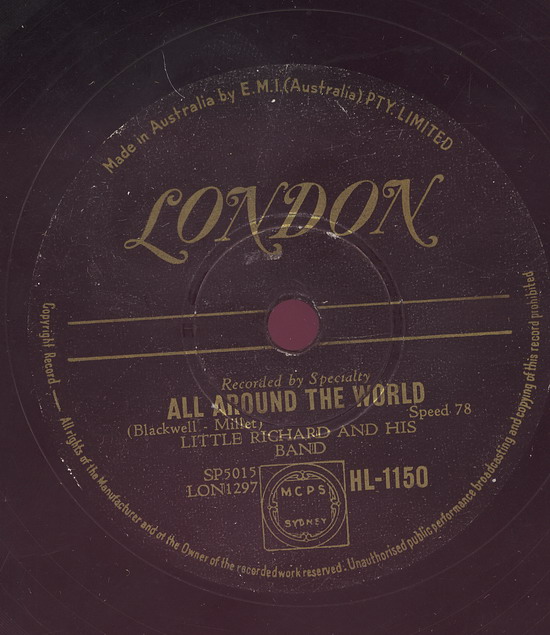 Made in Australia by E.M.I.(Australia) PTY. LIMITED
LONDON
Recorded by Specialty
ALL AROUND THE WORLD
Speed 78
(Blackwell - Millet)
LITTLE RICHARD AND HIS
BAND
SP5015
LON1297
MCPS
SYDNEY
HL-1150
Copyright Record — All rights of the Manufacturer and of the Owner of the recorded work reserved. Unauthorised public performance broadcasting and copying of this record prohibited